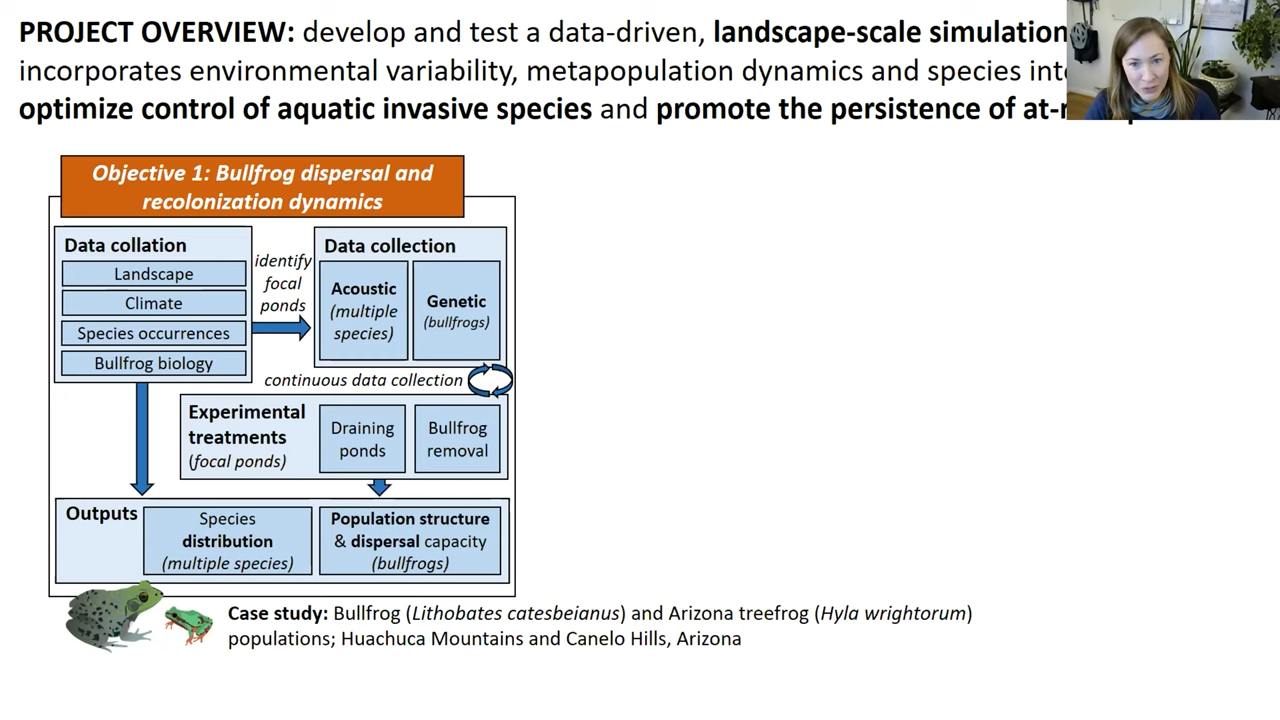 PROJECT OVERVIEW: develop and test a data-driven, landscape-scale simulation
incorporates environmental variability, metapopulation dynamics and species
optimize control of aquatic invasive species and promote the persistence of
Objective 1: Bullfrog dispersal and
recolonization dynamics
Data collation
Landscape
Climate
Species occurrences
Bullfrog biology
identify
focal
ponds
Data collection
Acoustic
(multiple
species)
Genetic
(bullfrogs)
continuous data collection
Experimental
treatments
(focal ponds)
Draining
ponds
Bullfrog
removal
Outputs
Species
distribution
(multiple species)
Population structure
& dispersal capacity
(bullfrogs)
Case study: Bullfrog (Lithobates catesbeianus) and Arizona treefrog (Hyla wrightorum)
populations; Huachuca Mountains and Canelo Hills, Arizona